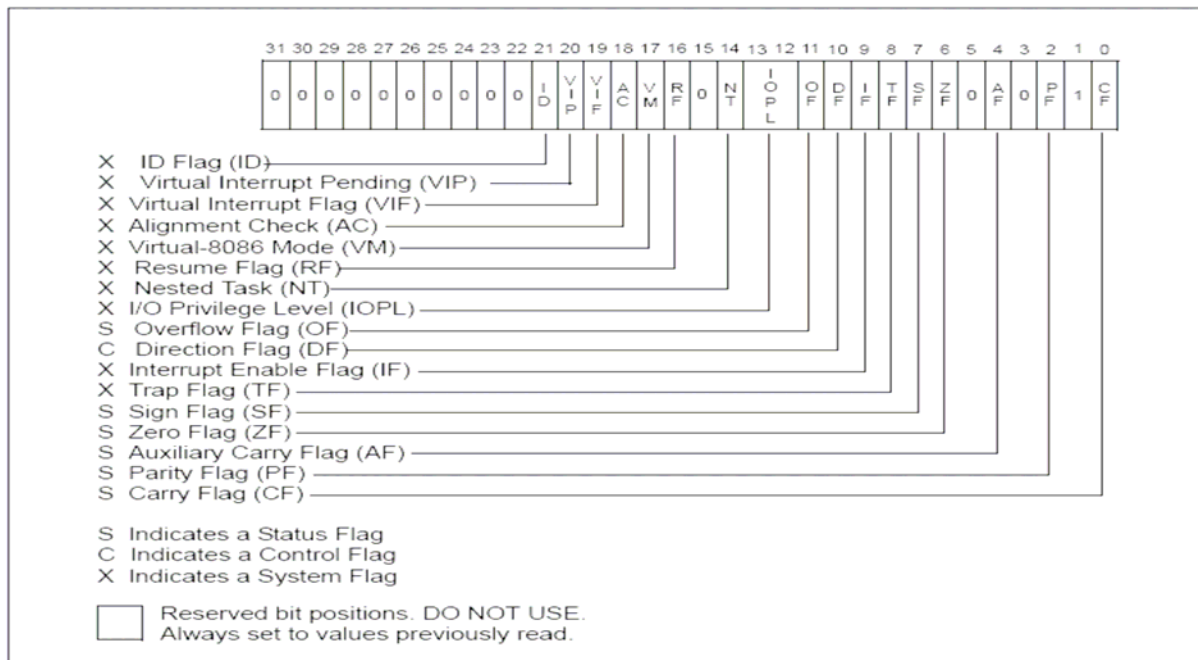 31 30 29 28 27 26 25 24 23 22 21 20 19 18 17 16 15 14 13 12 11 10 9 8 7 6 5 4 3 2 1 0
0 0 0 0 0 0 0 0 0 0 ID VIP VIF AC VM RF 0 NT IOPL OF DF IF TF SF ZF 0 AF 0 PF 1 CF
X ID Flag (ID)
X Virtual Interrupt Pending (VIP)
X Virtual Interrupt Flag (VIF)
X Alignment Check (AC)
X Virtual-8086 Mode (VM)
X Resume Flag (RF)
X Nested Task (NT)
X I/O Privilege Level (IOPL)
S Overflow Flag (OF)
C Direction Flag (DF)
X Interrupt Enable Flag (IF)
X Trap Flag (TF)
S Sign Flag (SF)
S Zero Flag (ZF)
S Auxiliary Carry Flag (AF)
S Parity Flag (PF)
S Carry Flag (CF)
S Indicates a Status Flag
C Indicates a Control Flag
X Indicates a System Flag
Reserved bit positions. DO NOT USE.
Always set to values previously read.